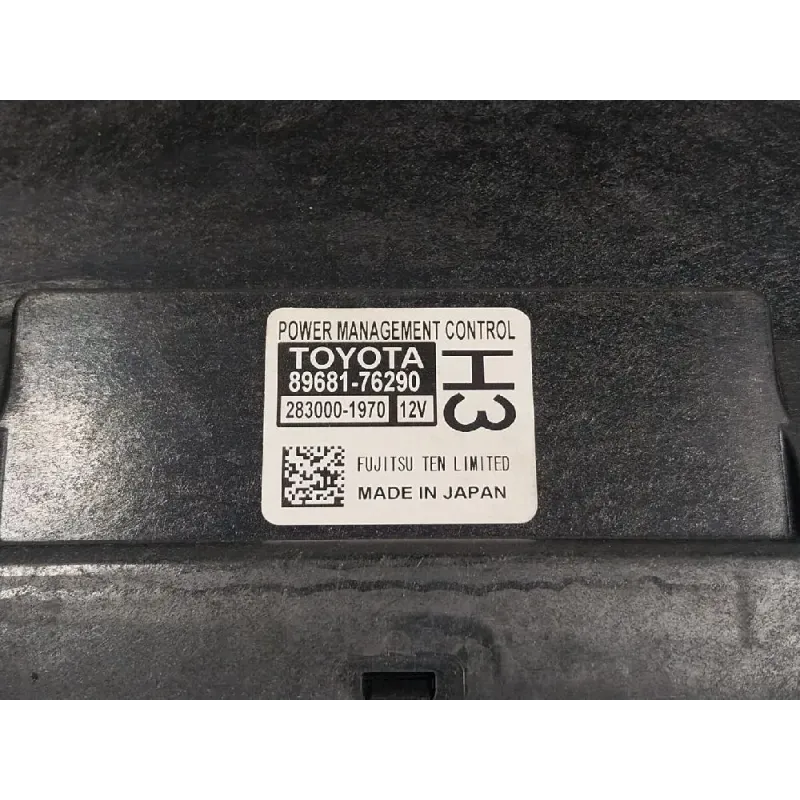 POWER MANAGEMENT CONTROL
TOYOTA
89681-76290
283000-1970 12V
H3
FUJITSU TEN LIMITED
MADE IN JAPAN